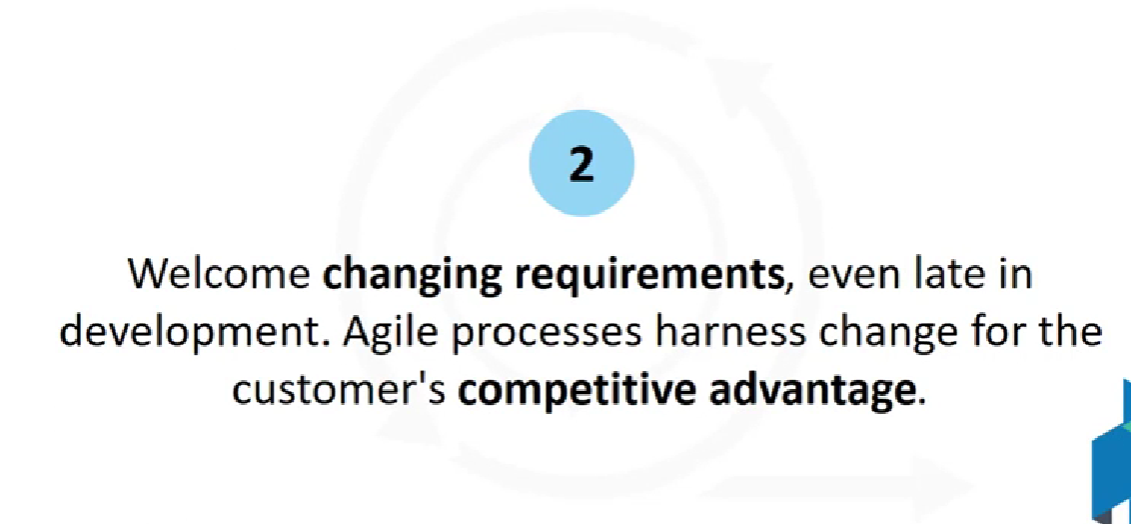 2
Welcome changing requirements, even late in
development. Agile processes harness change for the
customer's competitive advantage.